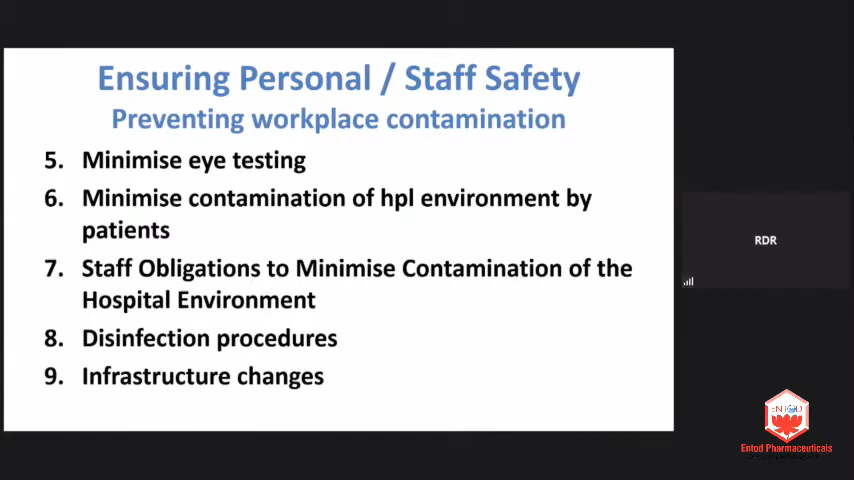 Ensuring Personal / Staff Safety
Preventing workplace contamination
5. Minimise eye testing
6. Minimise contamination of hpl environment by
patients
7. Staff Obligations to Minimise Contamination of the
Hospital Environment
8. Disinfection procedures
9. Infrastructure changes
RDR
Entod Pharmaceuticals